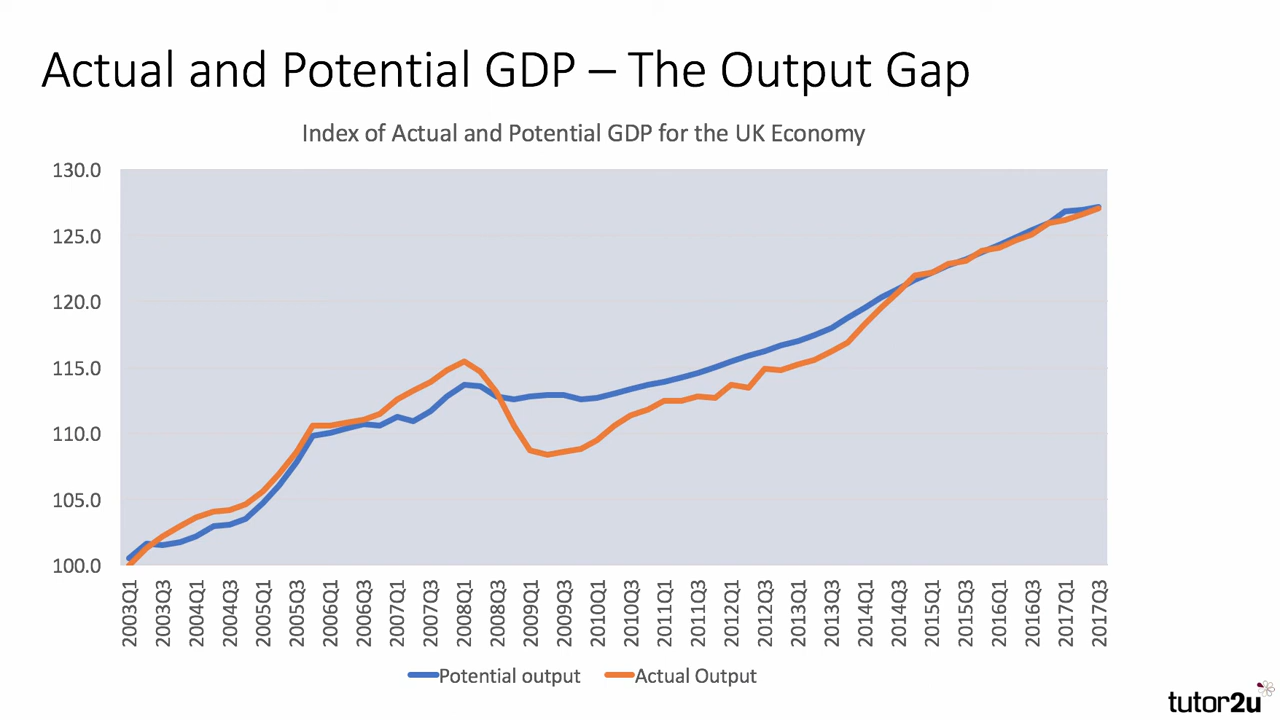 Actual and Potential GDP – The Output Gap
Index of Actual and Potential GDP for the UK Economy
130.0
125.0
120.0
115.0
110.0
105.0
100.0
2003Q1
2003Q3
2004Q1
2004Q3
2005Q1
2005Q3
2006Q1
2006Q3
2007Q1
2007Q3
2008Q1
2008Q3
2009Q1
2009Q3
2010Q1
2010Q3
2011Q1
2011Q3
2012Q1
2012Q3
2013Q1
2013Q3
2014Q1
2014Q3
2015Q1
2015Q3
2016Q1
2016Q3
2017Q1
2017Q3
Potential output Actual Output
tutor2u